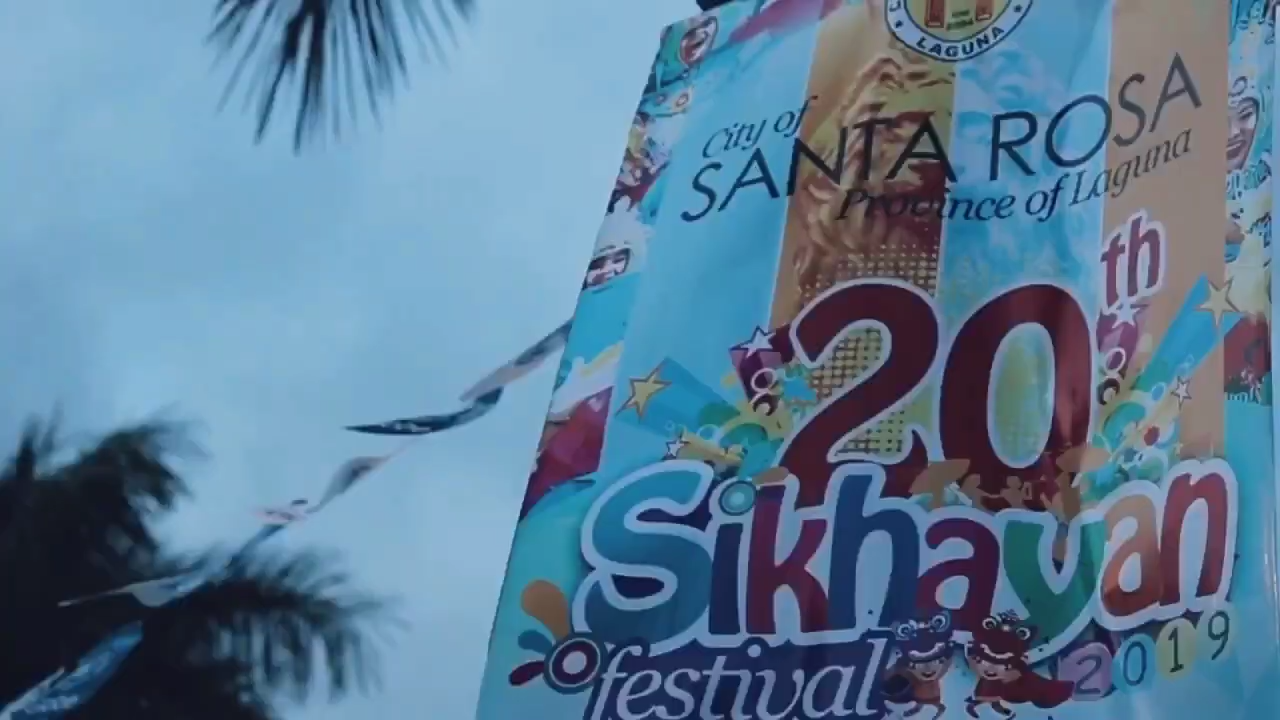 LAGUNA
City of
SANTA ROSA
Province of Laguna
20th
Sikhayan
festival
2019